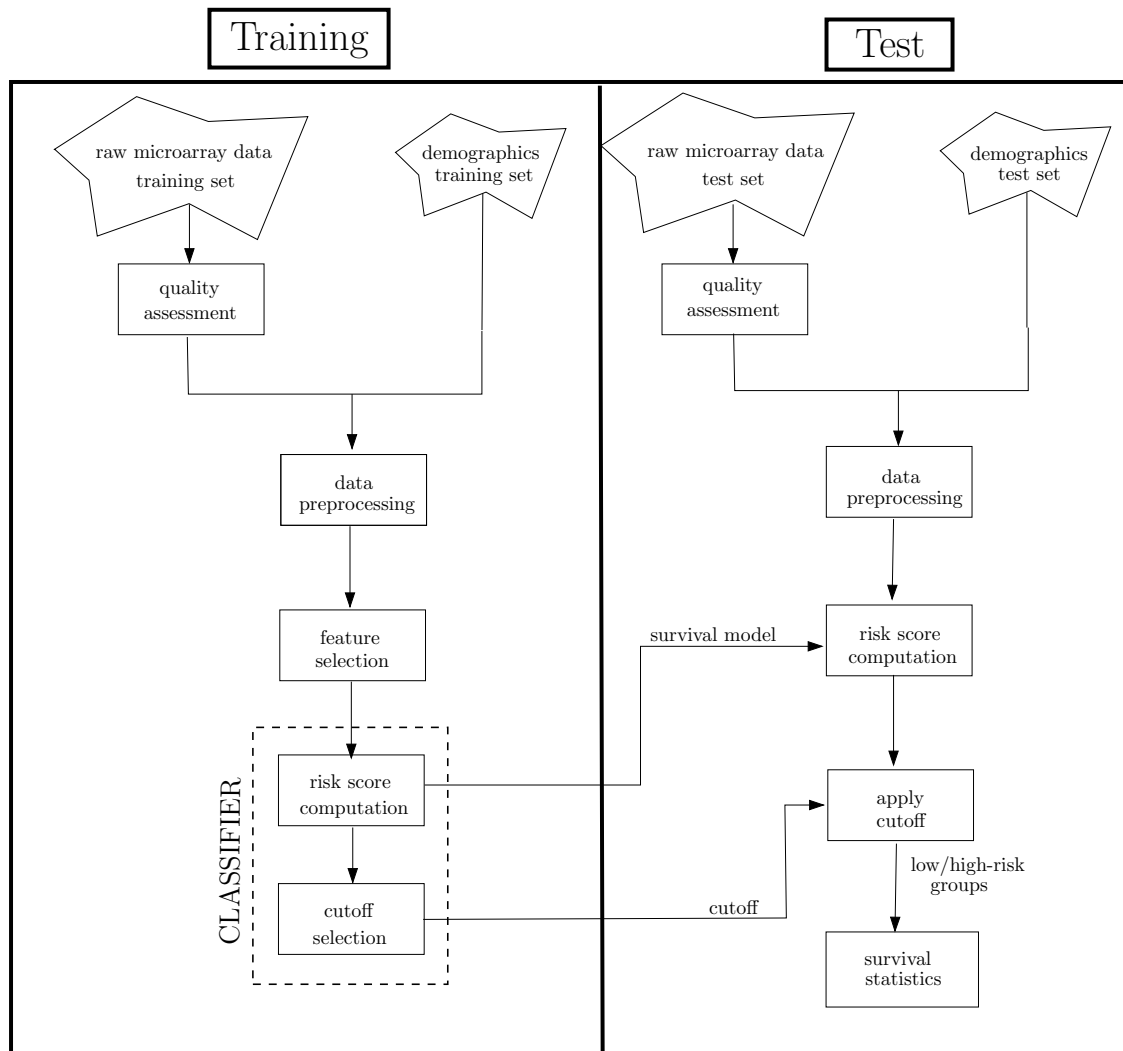 Training
raw microarray data
training set
demographics
training set
quality
assessment
data
preprocessing
feature
selection
CLASSIFIER
risk score
computation
cutoff
selection
survival model
cutoff
Test
raw microarray data
test set
demographics
test set
quality
assessment
data
preprocessing
risk score
computation
apply
cutoff
low/high-risk
groups
survival
statistics